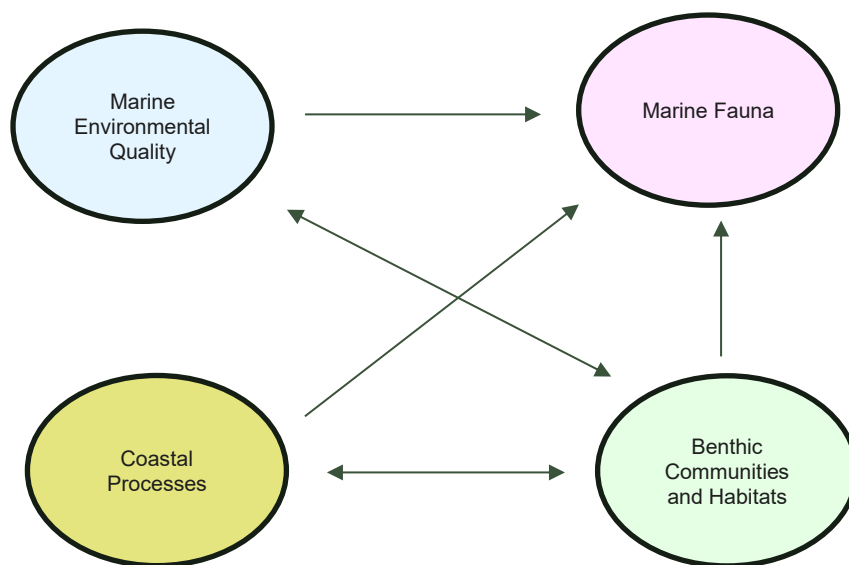 Marine
Environmental
Quality
Marine Fauna
Coastal
Processes
Benthic
Communities
and Habitats